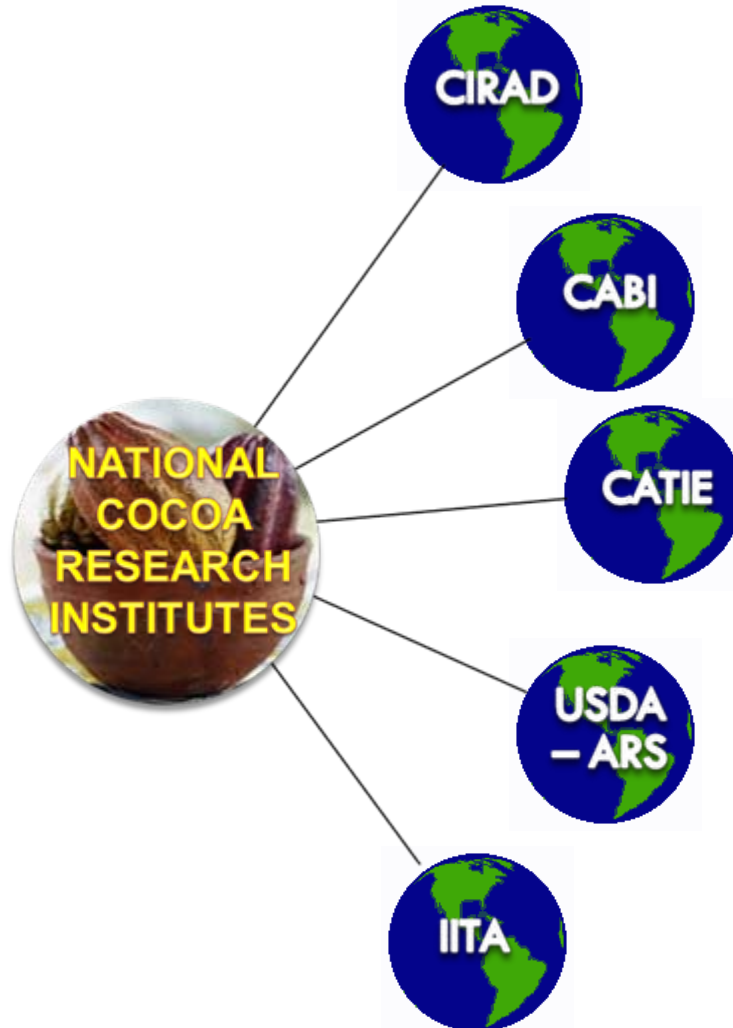 CIRAD
CABI
NATIONAL
COCOA
RESEARCH
INSTITUTES
CATIE
USDA
– ARS
IITA